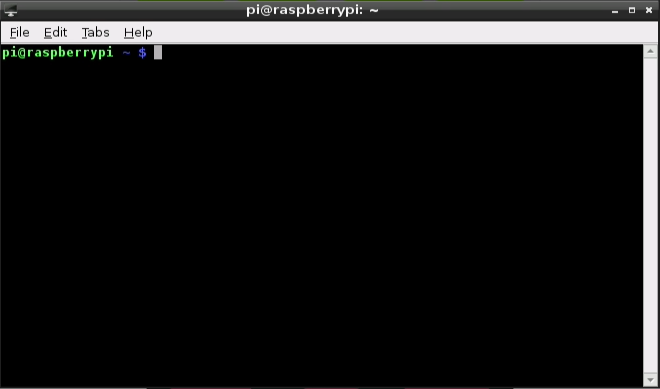 pi@raspberrypi: ~
File Edit Tabs Help
pi@raspberrypi ~ $